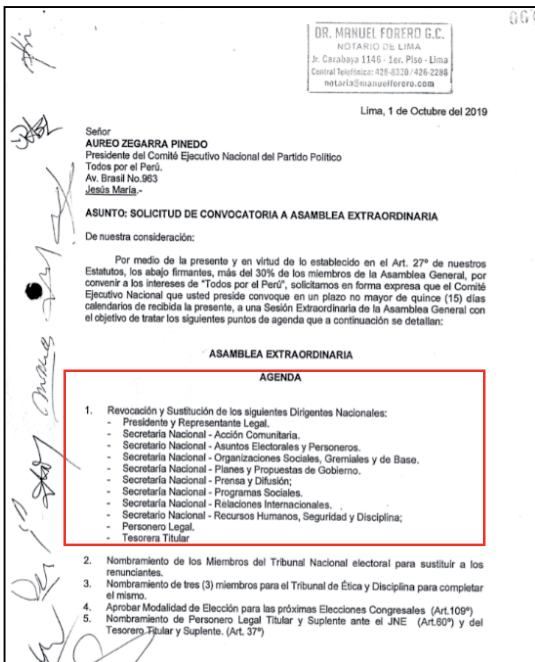 DR. MANUEL FORERO G.C.
NOTARIO DE LIMA
Jr. Carabaya 1146 - 1er. Piso - Lima
Central Telefónica: 426-8320 / 426-2286
notaria@manuelforero.com
Lima, 1 de Octubre del 2019
Señor
AUREO ZEGARRA PINEDO
Presidente del Comité Ejecutivo Nacional del Partido Político
Todos por el Perú.
Av. Brasil No.963
Jesús María.-
ASUNTO: SOLICITUD DE CONVOCATORIA A ASAMBLEA EXTRAORDINARIA
De nuestra consideración:
Por medio de la presente y en virtud de lo establecido en el Art. 27° de nuestros
Estatutos, los abajo firmantes, más del 30% de los miembros de la Asamblea General, por
convenir a los intereses de "Todos por el Perú", solicitamos en forma expresa que el Comité
Ejecutivo Nacional que usted preside convoque en un plazo no mayor de quince (15) días
calendarios de recibida la presente, a una Sesión Extraordinaria de la Asamblea General con
el objetivo de tratar los siguientes puntos de agenda que a continuación se detallan:
ASAMBLEA EXTRAORDINARIA
AGENDA
1. Revocación y Sustitución de los siguientes Dirigentes Nacionales:
- Presidente y Representante Legal.
- Secretaria Nacional - Acción Comunitaria.
- Secretario Nacional - Asuntos Electorales y Personeros.
- Secretario Nacional - Organizaciones Sociales, Gremiales y de Base.
- Secretaria Nacional - Planes y Propuestas de Gobierno.
- Secretaría Nacional - Prensa y Difusión;
- Secretaría Nacional - Programas Sociales.
- Secretaría Nacional - Relaciones Internacionales.
- Secretario Nacional - Recursos Humanos, Seguridad y Disciplina;
- Personero Legal.
- Tesorera Titular
2. Nombramiento de los Miembros del Tribunal Nacional electoral para sustituir a los
renunciantes.
3. Nombramiento de tres (3) miembros para el Tribunal de Ética y Disciplina para completar
el mismo.
4. Aprobar Modalidad de Elección para las próximas Elecciones Congresales (Art.109°)
5. Nombramiento de Personero Legal Titular y Suplente ante el JNE (Art.60°) y del
Tesorero Titular y Suplente. (Art. 37°)